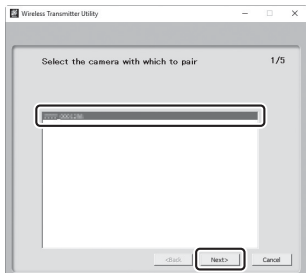 Wireless Transmitter Utility
Select the camera with which to pair
1/5
<Back
Next>
Cancel